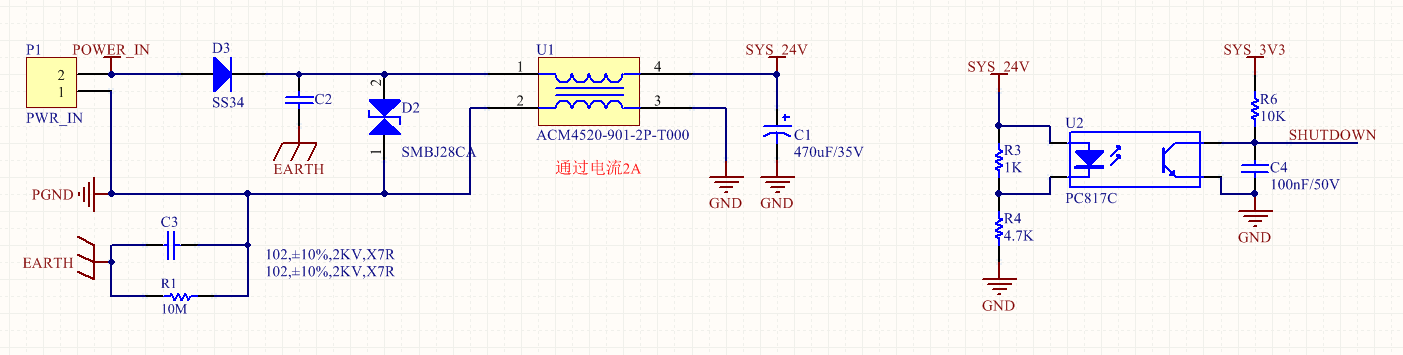 P1
POWER_IN
2
1
PWR_IN
D3
SS34
C2
EARTH
2
D2
1
SMBJ28CA
U1
1
2
4
3
ACM4520-901-2P-T000
通过电流2A
SYS_24V
C1
470uF/35V
GND
GND
PGND
C3
EARTH
R1
10M
102,±10%,2KV,X7R
102,±10%,2KV,X7R
SYS_24V
R3
1K
R4
4.7K
GND
U2
PC817C
SYS_3V3
R6
10K
SHUTDOWN
C4
100nF/50V
GND